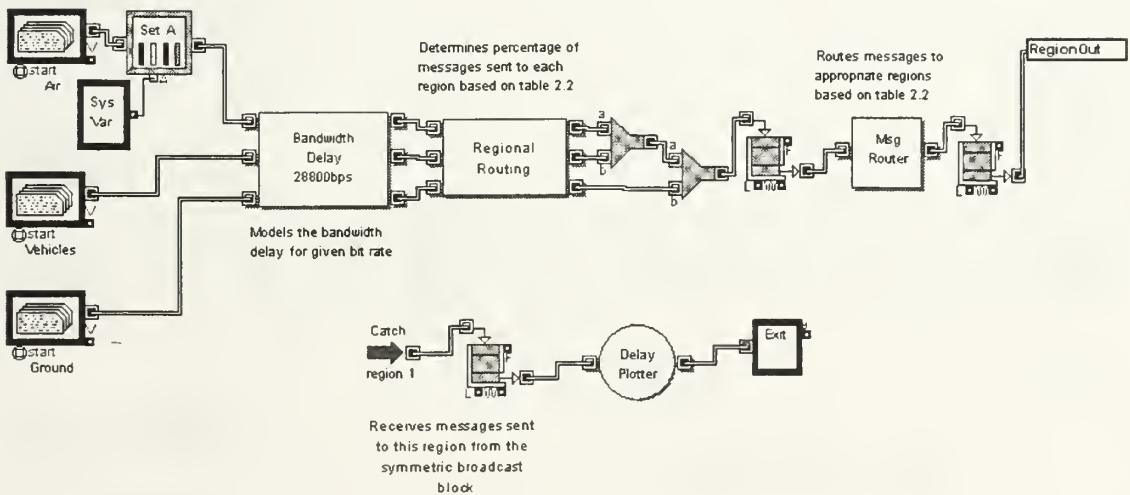 Set A
start
Air
Sys
Var
V
A
Determines percentage of
messages sent to each
region based on table 2.2
Routes messages to
appropriate regions
based on table 2.2
RegionOut
Bandwidth
Delay
28800bps
Regional
Routing
a
b
a
b
F
L
Msg
Router
F
L
start
Vehicles
V
Models the bandwidth
delay for given bit rate
start
Ground
V
Catch
region 1
F
L
Delay
Plotter
Exit
Receives messages sent
to this region from the
symmetric broadcast
block